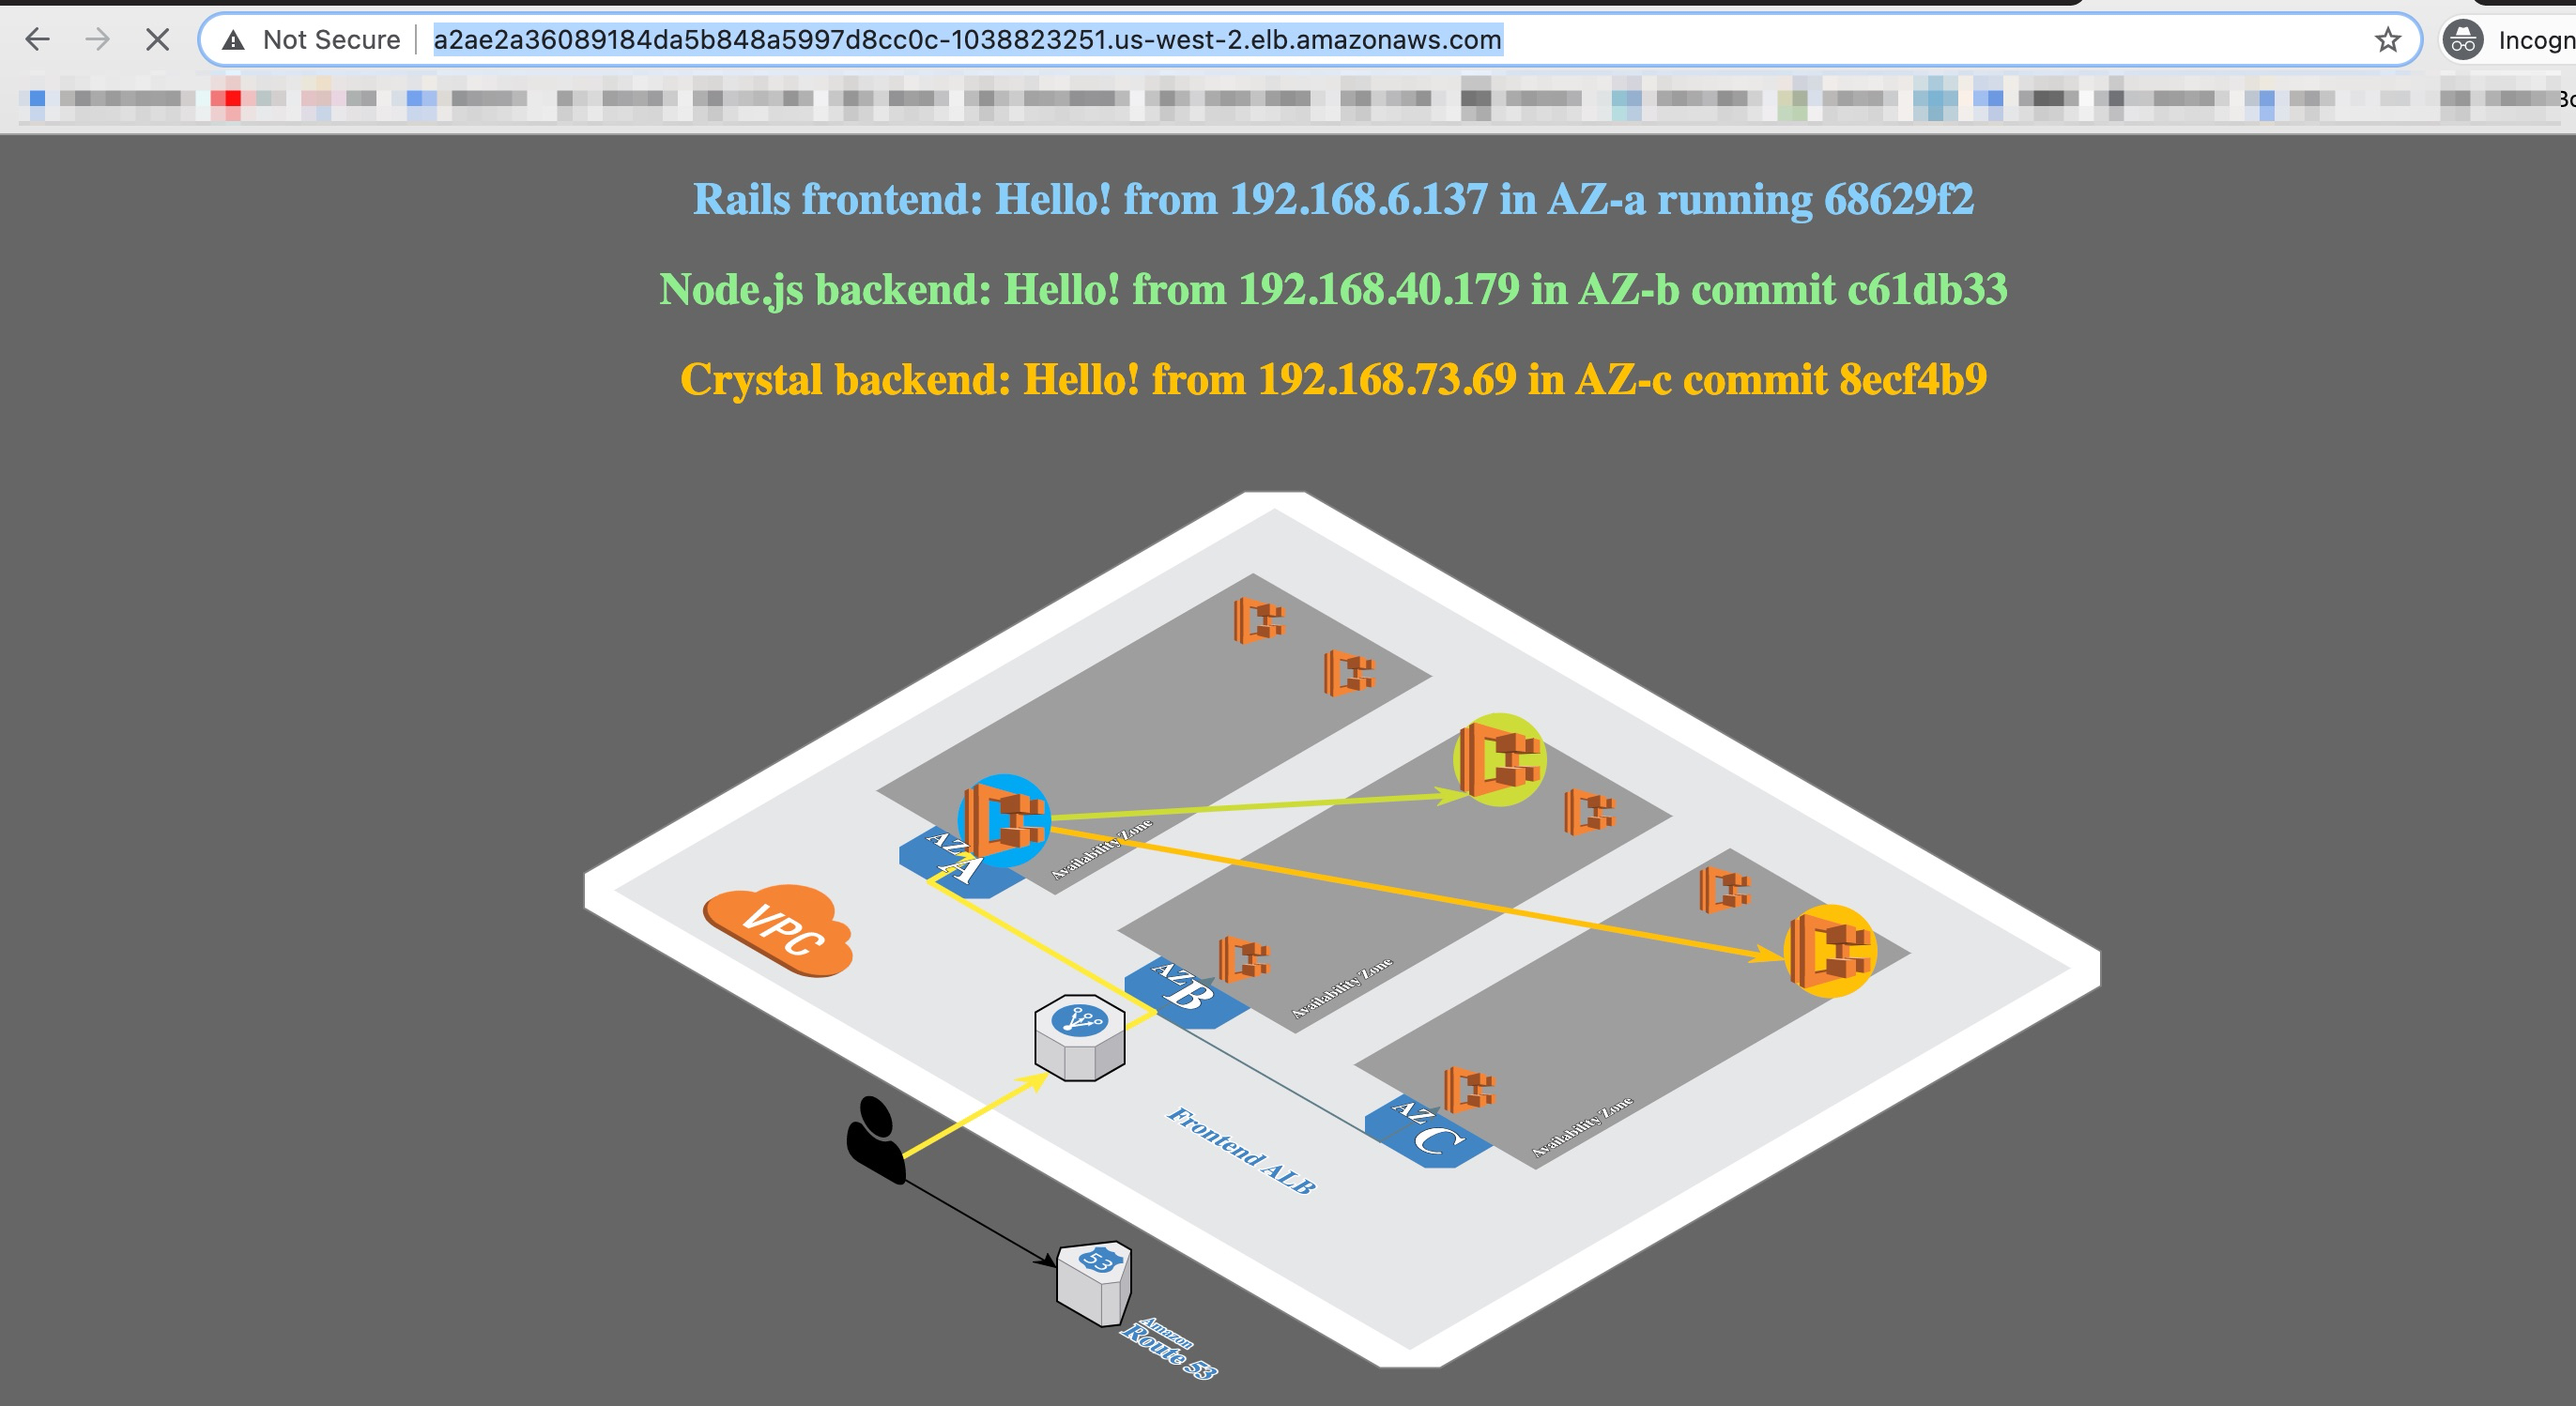 Not Secure
a2ae2a36089184da5b848a5997d8cc0c-1038823251.us-west-2.elb.amazonaws.com
Incogn
Rails frontend: Hello! from 192.168.6.137 in AZ-a running 68629f2
Node.js backend: Hello! from 192.168.40.179 in AZ-b commit c61db33
Crystal backend: Hello! from 192.168.73.69 in AZ-c commit 8ecf4b9
AZ
A
Availability Zone
VPC
AZ
B
Availability Zone
AZ
C
Availability Zone
Frontend ALB
53
Amazon
Route 53